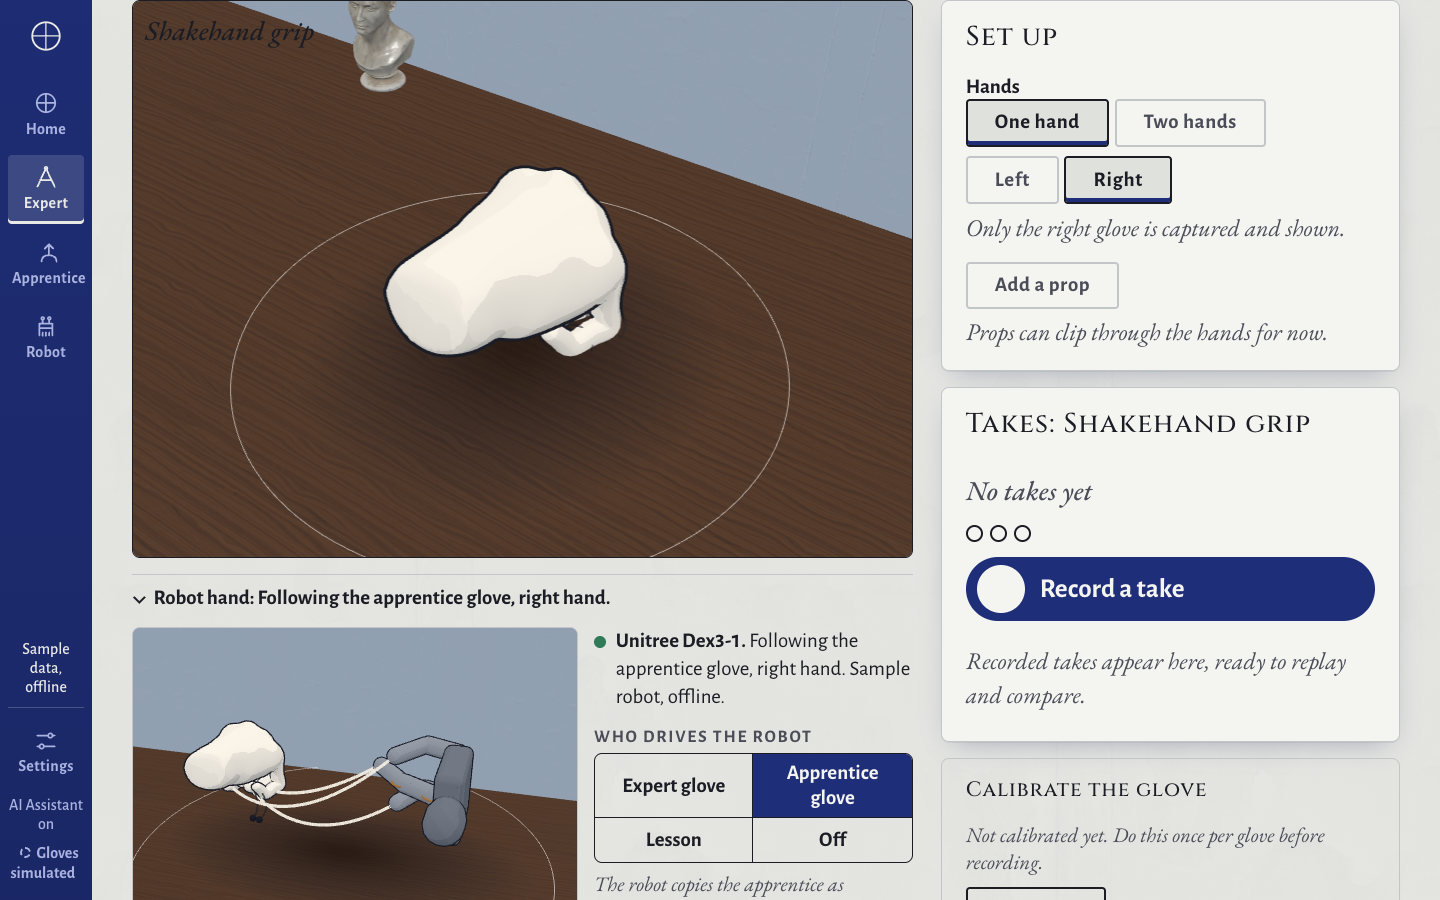 Home
Expert
Apprentice
Robot
Sample
data,
offline
Settings
AI Assistant
on
Gloves
simulated
Shakehand grip
Robot hand: Following the apprentice glove, right hand.
Unitree Dex3-1. Following the
apprentice glove, right hand. Sample
robot, offline.
WHO DRIVES THE ROBOT
Expert glove
Apprentice
glove
Lesson
Off
The robot copies the apprentice as
Set up
Hands
One hand
Two hands
Left
Right
Only the right glove is captured and shown.
Add a prop
Props can clip through the hands for now.
Takes: Shakehand grip
No takes yet
Record a take
Recorded takes appear here, ready to replay
and compare.
Calibrate the glove
Not calibrated yet. Do this once per glove before
recording.